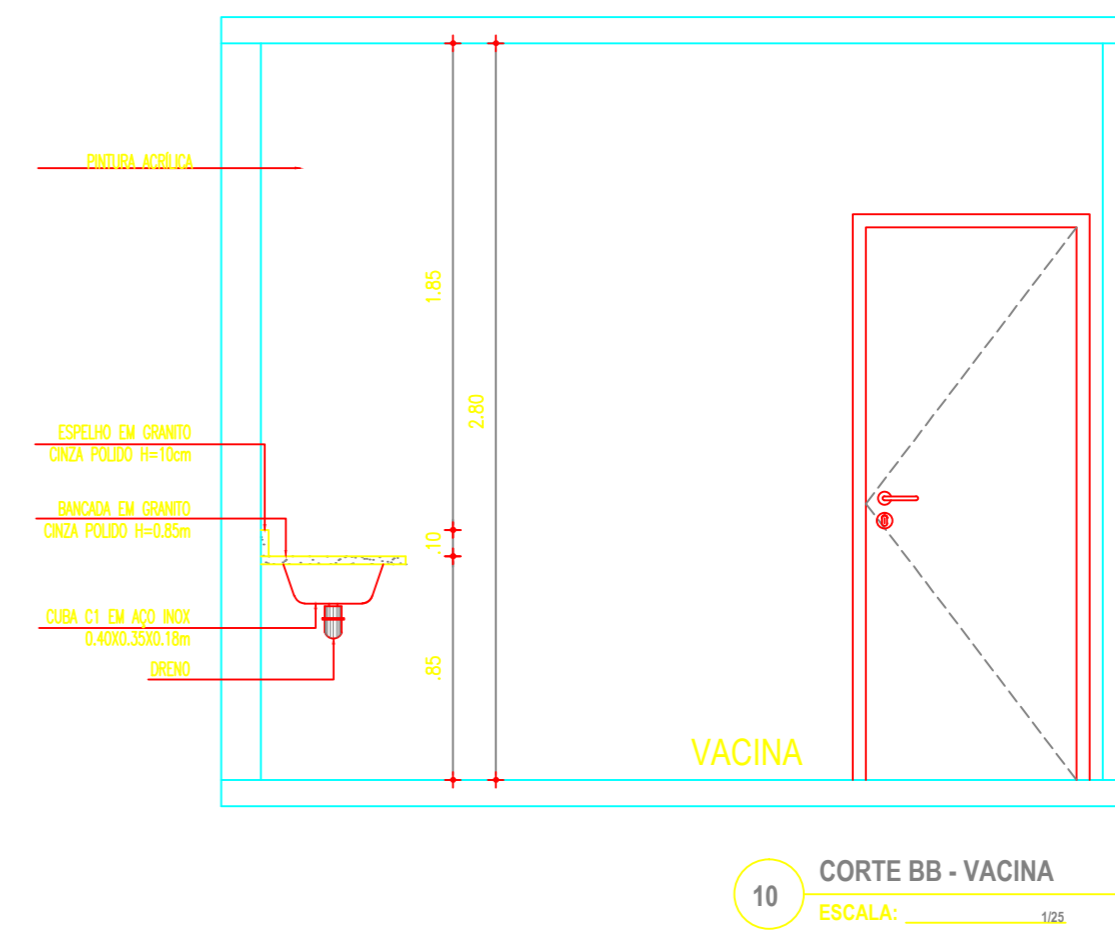 PINTURA ACRÍLICA
1.85
2.80
ESPELHO EM GRANITO
CINZA POLIDO H=10cm
BANCADA EM GRANITO
CINZA POLIDO H=0.85m
.10
CUBA C1 EM AÇO INOX
0.40X0.35X0.18m
DRENO
.85
VACINA
10
CORTE BB - VACINA
ESCALA: 1/25